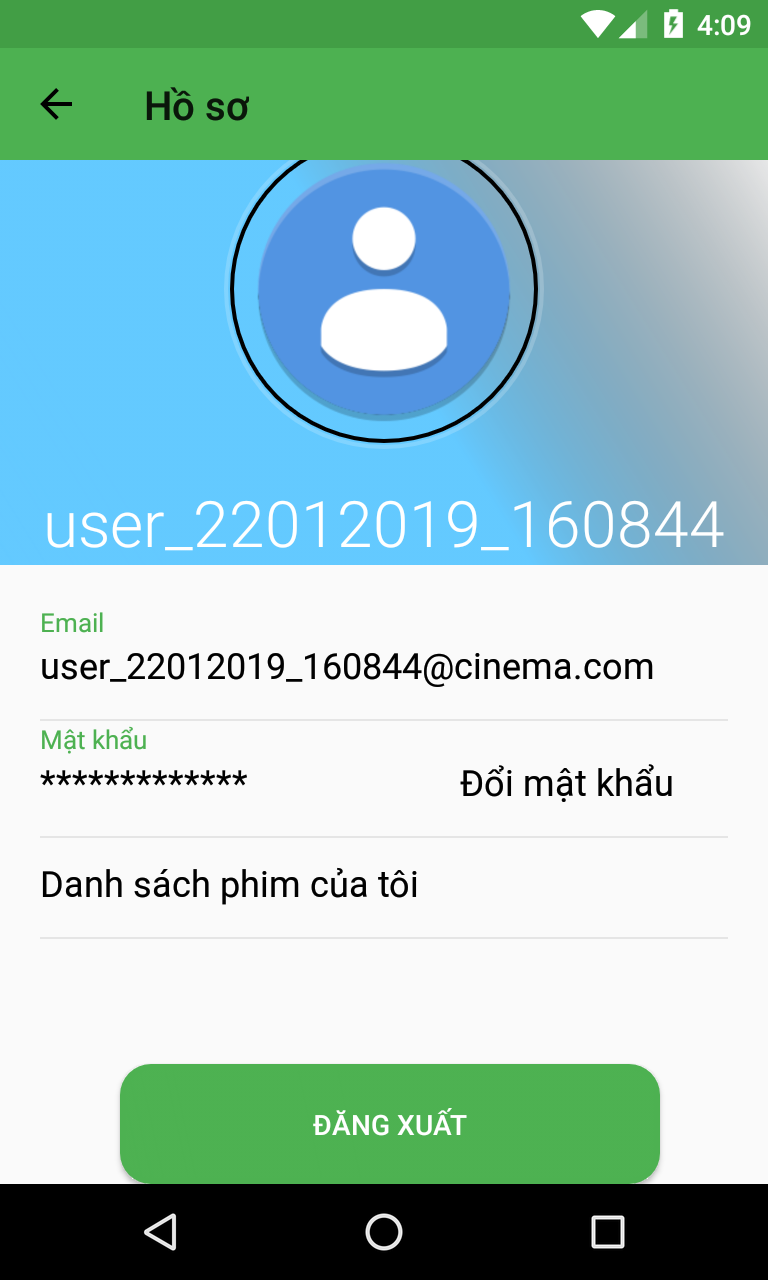 4:09
Hồ sơ
user_22012019_160844
Email
user_22012019_160844@cinema.com
Mật khẩu
************* Đổi mật khẩu
Danh sách phim của tôi
ĐĂNG XUẤT